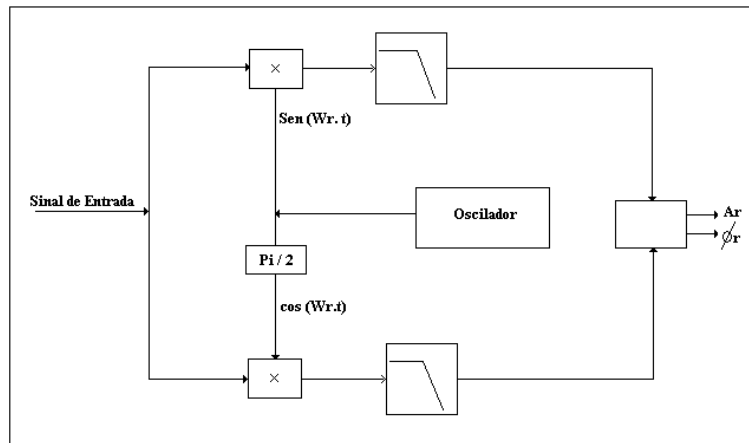 ×
Sen (Wr. t)
Sinal de Entrada
Oscilador
Ar
ϕr
Pi / 2
cos (Wr.t)
×